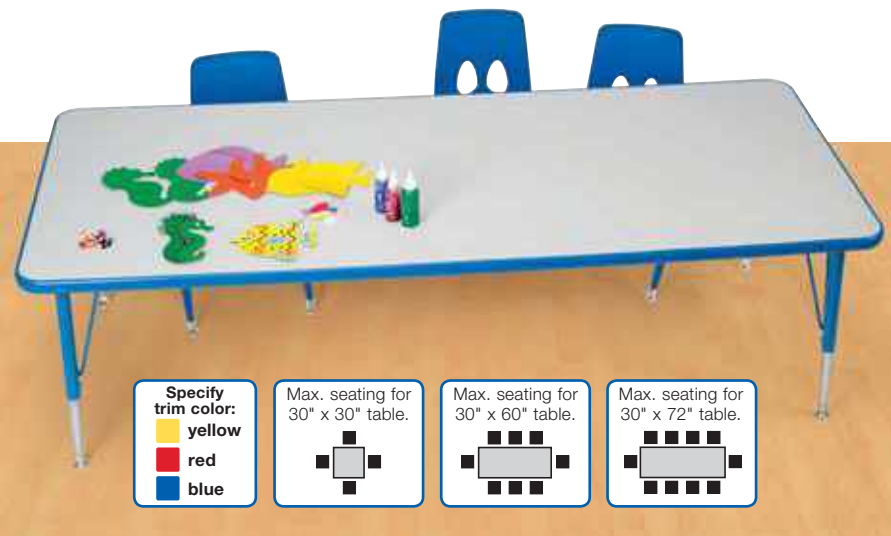 Specify
trim color:
yellow
red
blue
Max. seating for
30" x 30" table.
Max. seating for
30" x 60" table.
Max. seating for
30" x 72" table.